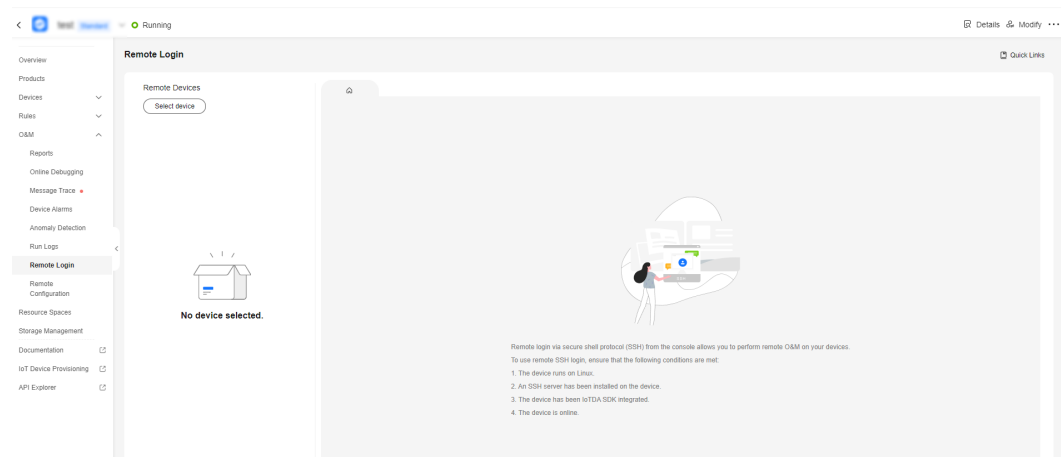 Running
Details
Modify
Overview
Products
Devices
Rules
O&M
Reports
Online Debugging
Message Trace
Device Alarms
Anomaly Detection
Run Logs
Remote Login
Remote
Configuration
Resource Spaces
Storage Management
Documentation
IoT Device Provisioning
API Explorer
Remote Login
Quick Links
Remote Devices
Select device
No device selected.
Remote login via secure shell protocol (SSH) from the console allows you to perform remote O&M on your devices.
To use remote SSH login, ensure that the following conditions are met:
1. The device runs on Linux.
2. An SSH server has been installed on the device.
3. The device has been IoTDA SDK integrated.
4. The device is online.